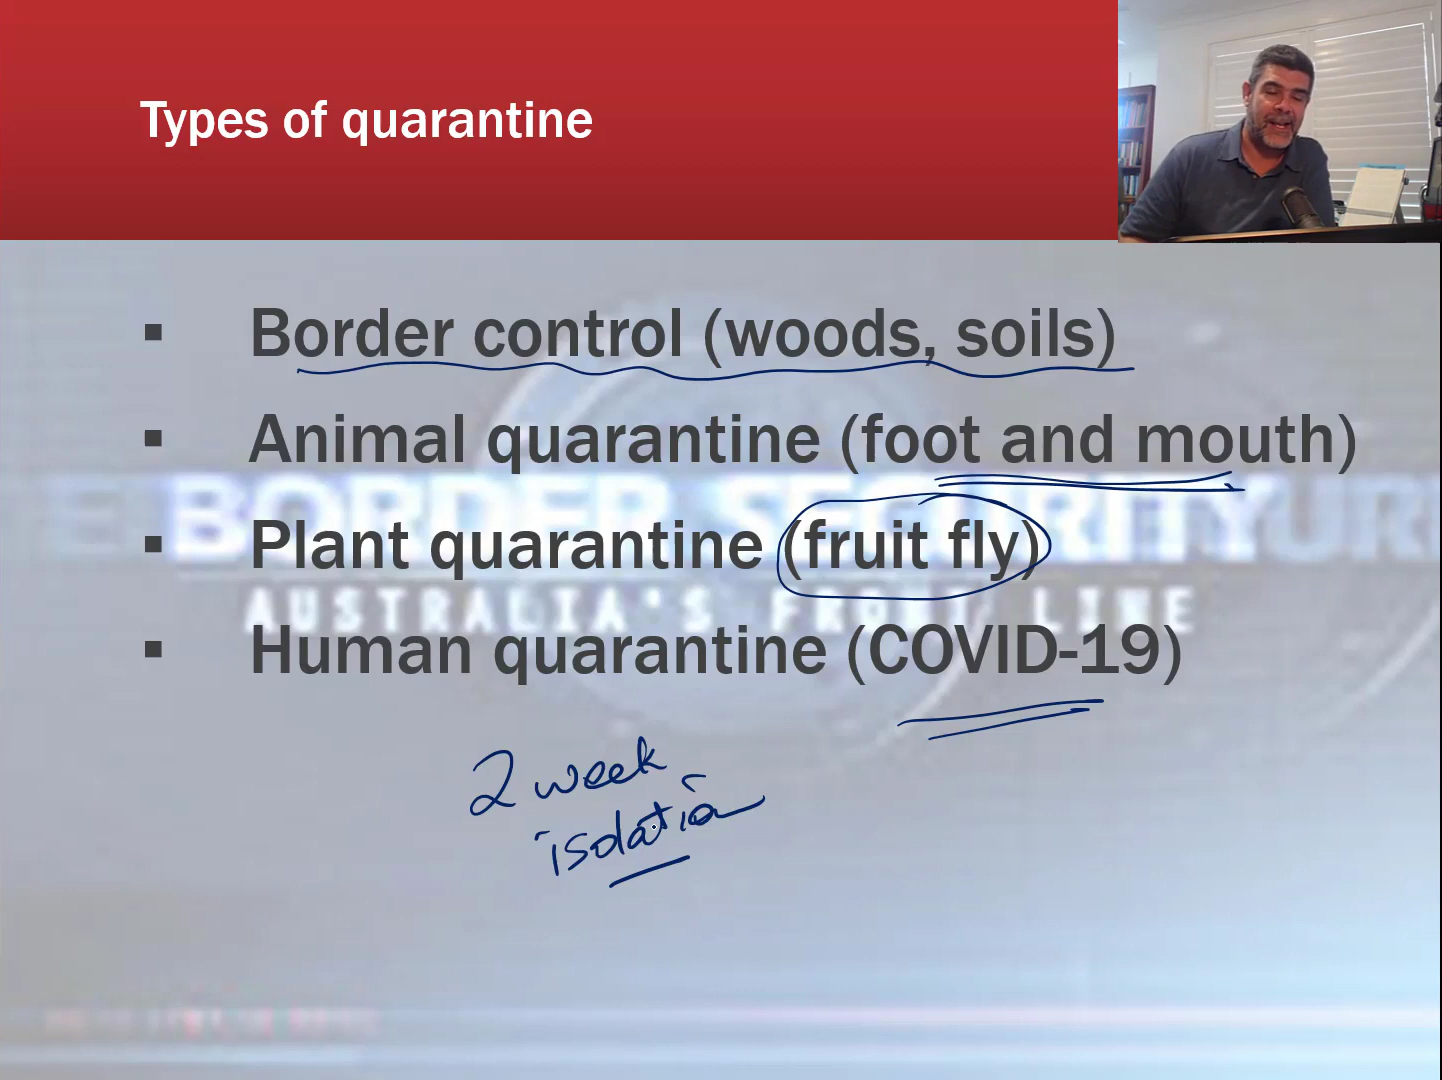 Types of quarantine
▪ Border control (woods, soils)
▪ Animal quarantine (foot and mouth)
BORDER SECURITY
▪ Plant quarantine (fruit fly)
AUSTRALIA'S FRONT LINE
▪ Human quarantine (COVID-19)
2 week
isolation